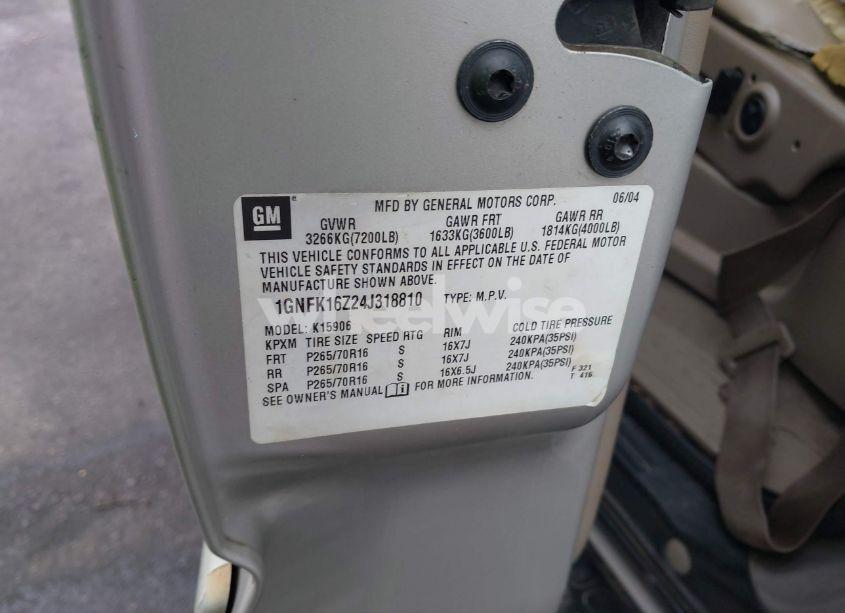 GM
MFD BY GENERAL MOTORS CORP. 06/04
GVWR GAWR FRT GAWR RR
3266KG(7200LB) 1633KG(3600LB) 1814KG(4000LB)
THIS VEHICLE CONFORMS TO ALL APPLICABLE U.S. FEDERAL MOTOR
VEHICLE SAFETY STANDARDS IN EFFECT ON THE DATE OF
MANUFACTURE SHOWN ABOVE.
1GNFK16Z24J318810 TYPE: M.P.V.
wheelwise
MODEL: K15906
KPXM TIRE SIZE SPEED RTG RIM COLD TIRE PRESSURE
FRT P265/70R16 S 16X7J 240KPA(35PSI)
RR P265/70R16 S 16X7J 240KPA(35PSI)
SPA P265/70R16 S 16X6.5J 240KPA(35PSI)
SEE OWNER'S MANUAL FOR MORE INFORMATION.
F 321
T 416